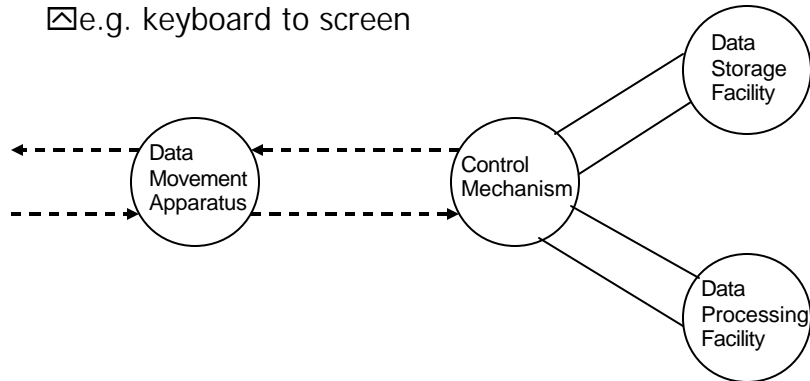 e.g. keyboard to screen
Data
Storage
Facility
Data
Movement
Apparatus
Control
Mechanism
Data
Processing
Facility